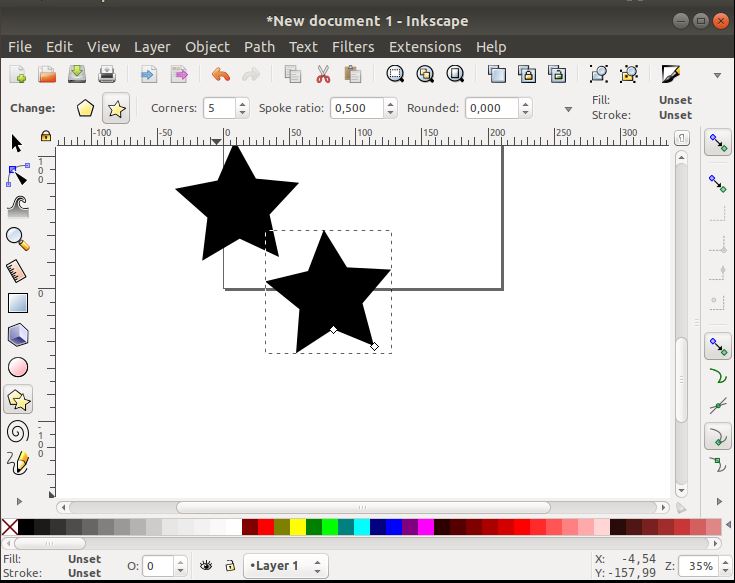 *New document 1 - Inkscape
File Edit View Layer Object Path Text Filters Extensions Help
Change: Corners: 5 Spoke ratio: 0,500 Rounded: 0,000 Fill: Unset
Stroke: Unset
-100 -50 0 50 100 150 200 250 300
100
0
-100
Fill: Unset O: 0 •Layer 1 X: -4,54 Z: 35%
Stroke: Unset Y: -157,99